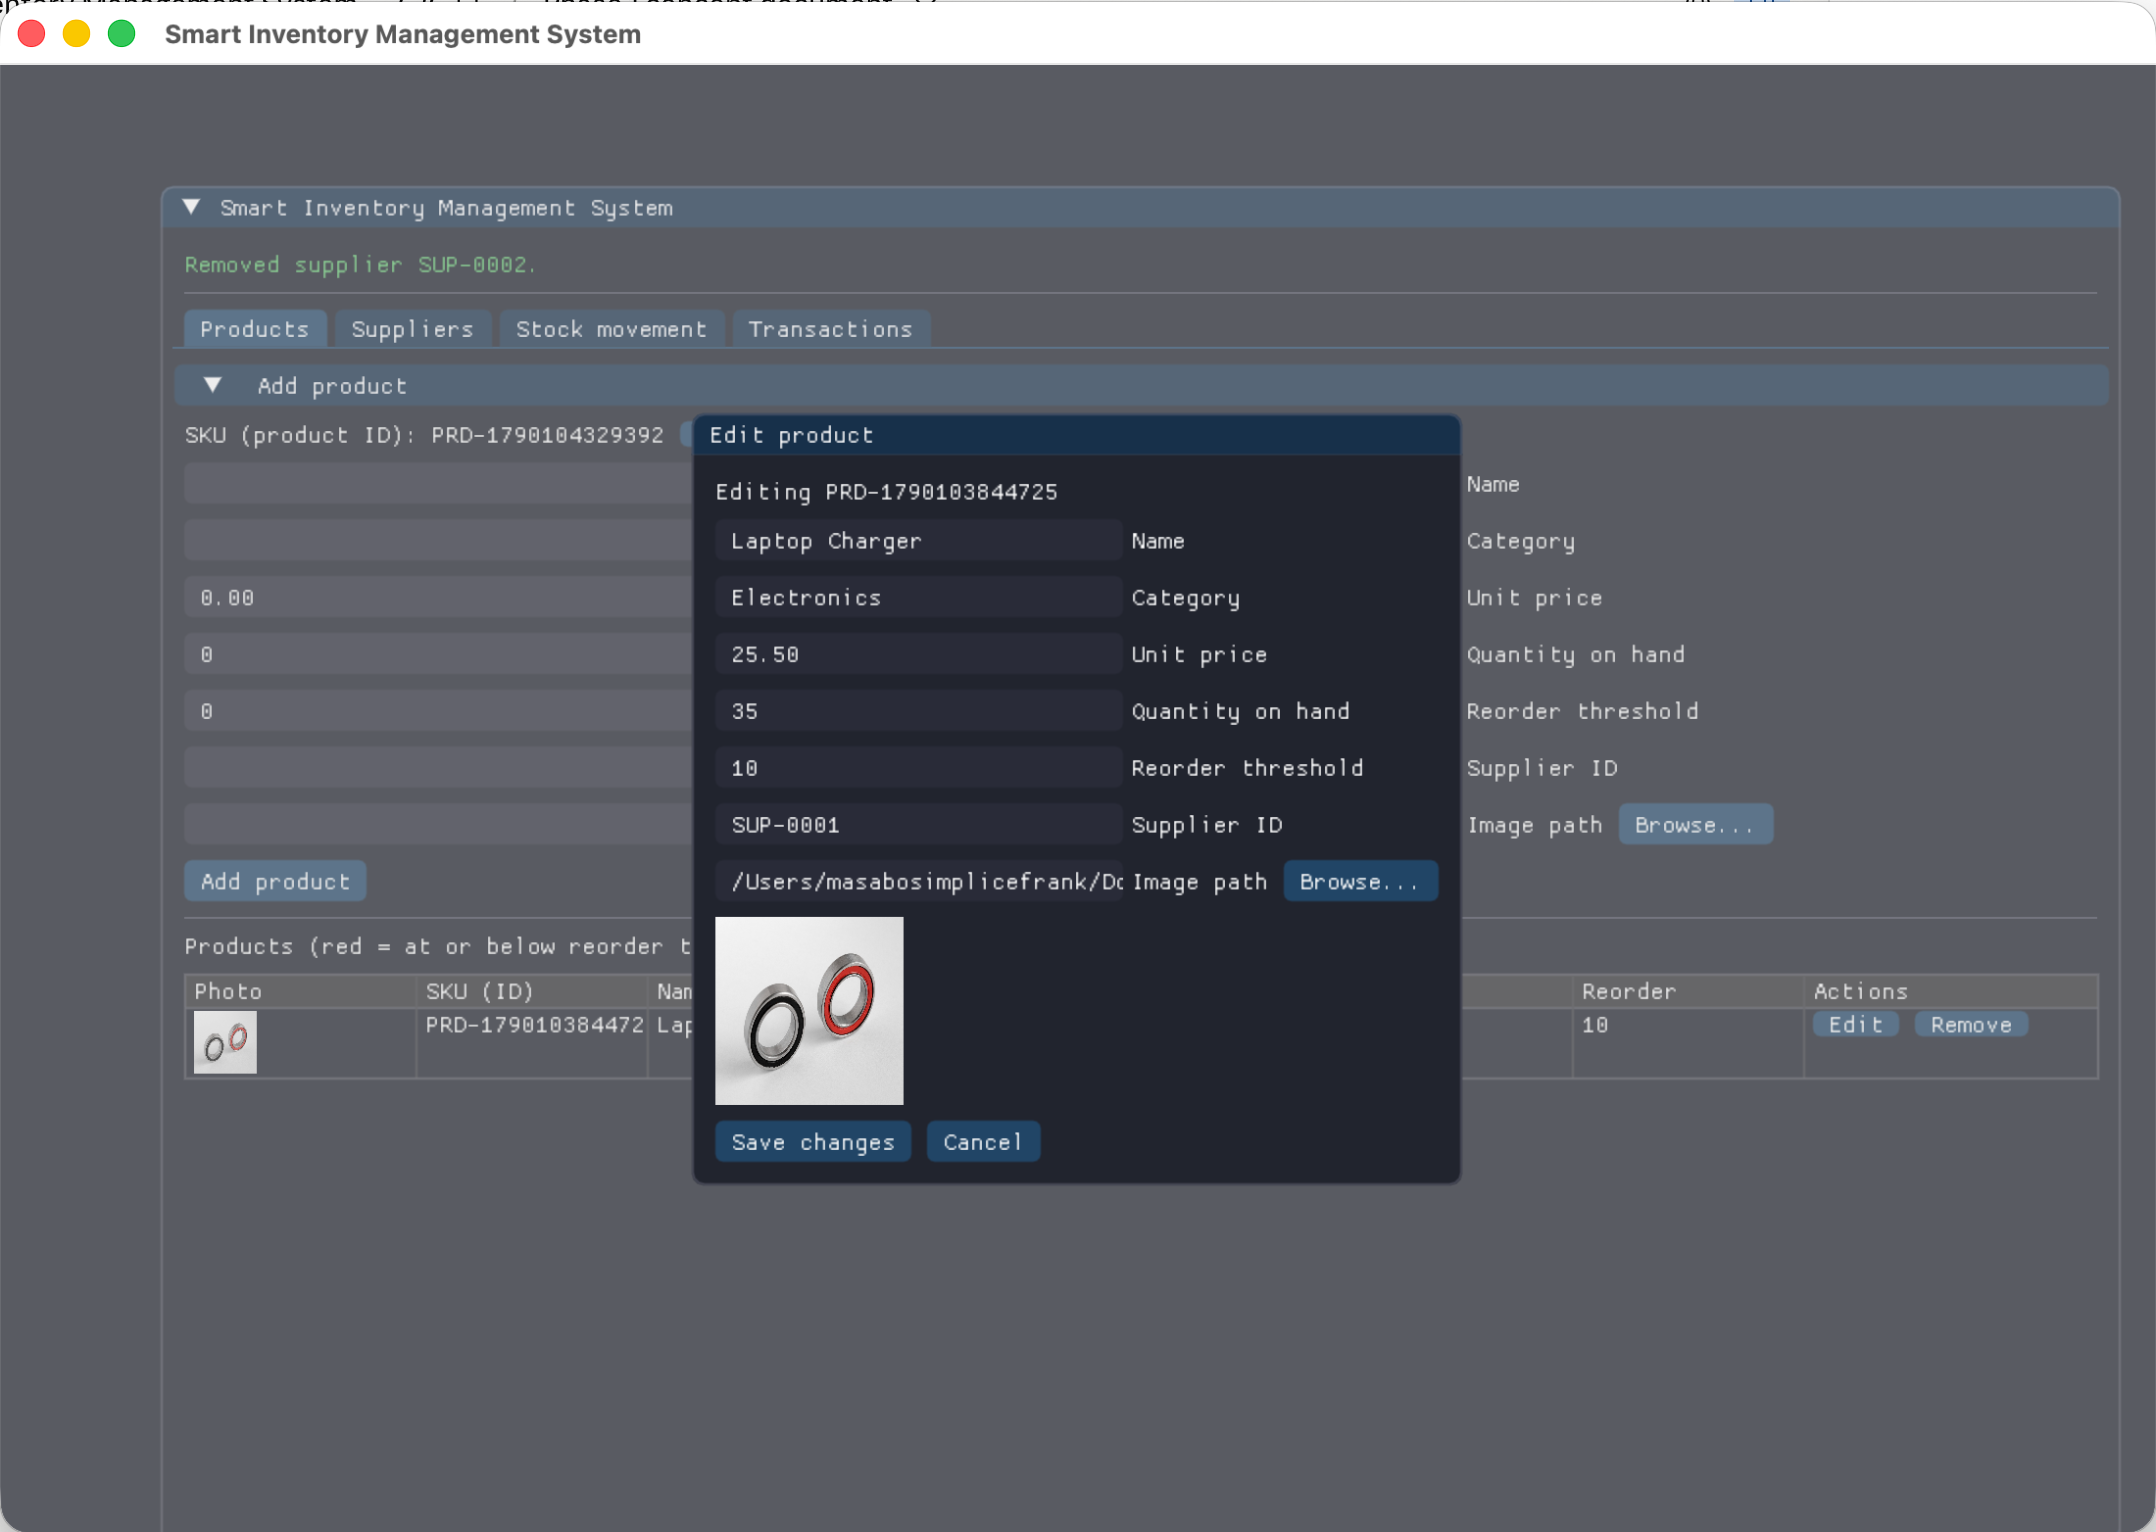 Smart Inventory Management System
▼ Smart Inventory Management System
Removed supplier SUP-0002.
Products Suppliers Stock movement Transactions
▼ Add product
SKU (product ID): PRD-1790104329392
Name
Category
0.00 Unit price
0 Quantity on hand
0 Reorder threshold
Supplier ID
Image path Browse...
Add product
Products (red = at or below reorder t
Photo SKU (ID) Nam Reorder Actions
PRD-179010384472 Lap 10 Edit Remove
Edit product
Editing PRD-1790103844725
Laptop Charger Name
Electronics Category
25.50 Unit price
35 Quantity on hand
10 Reorder threshold
SUP-0001 Supplier ID
/Users/masabosimplicefrank/Do Image path Browse...
Save changes Cancel